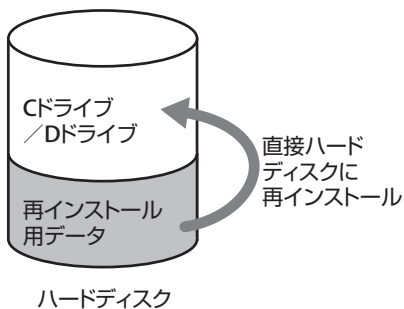 Cドライブ
／Dドライブ
再インストール
用データ
直接ハード
ディスクに
再インストール
ハードディスク